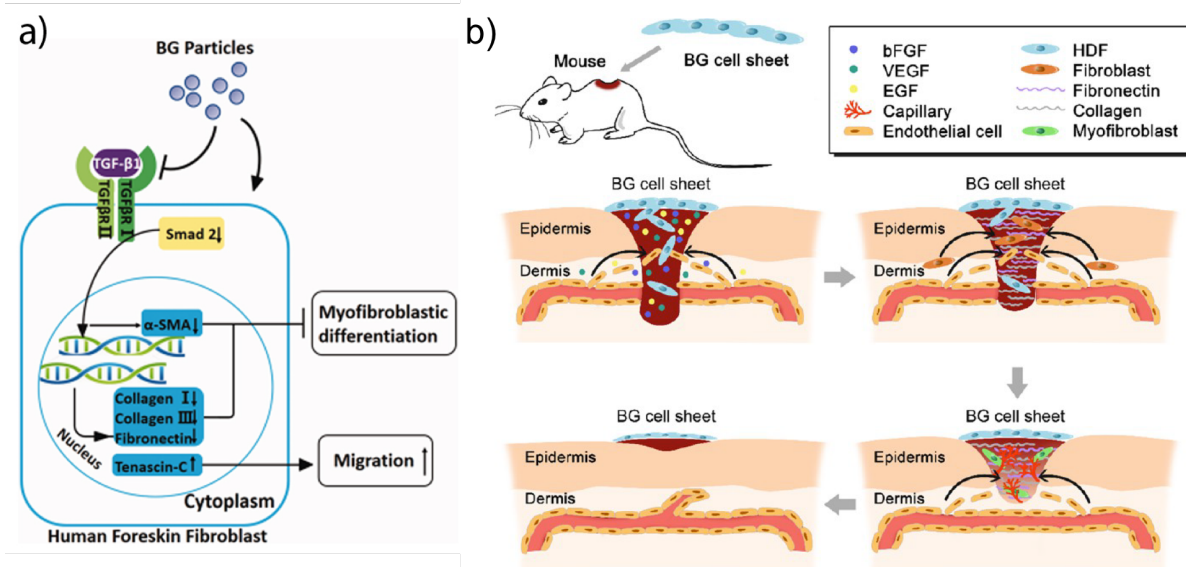 a)
BG Particles
TGF-β1
TGFβR II
TGFβR I
Smad 2↓
α-SMA↓
Myofibroblastic
differentiation
Collagen I↓
Collagen III↓
Fibronectin↓
Tenascin-C↑
Migration↑
Nucleus
Cytoplasm
Human Foreskin Fibroblast
b)
Mouse
BG cell sheet
bFGF
VEGF
EGF
Capillary
Endothelial cell
HDF
Fibroblast
Fibronectin
Collagen
Myofibroblast
BG cell sheet
Epidermis
Dermis
BG cell sheet
Epidermis
Dermis
BG cell sheet
Epidermis
Dermis
BG cell sheet
Epidermis
Dermis